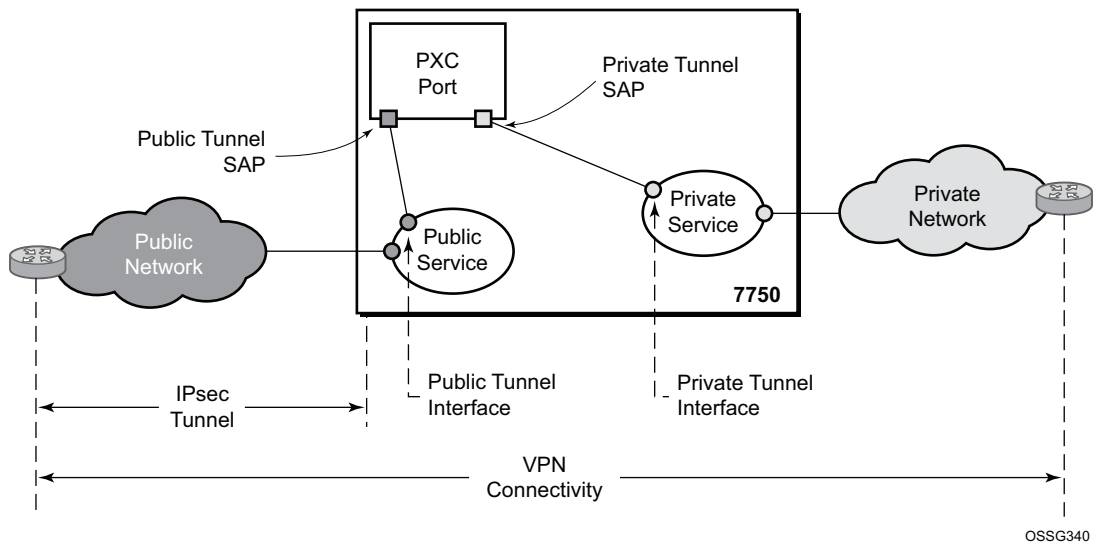 PXC
Port
Private Tunnel
SAP
Public Tunnel
SAP
Public
Network
Public
Service
Private
Service
Private
Network
7750
IPsec
Tunnel
Public Tunnel
Interface
Private Tunnel
Interface
VPN
Connectivity
OSSG340